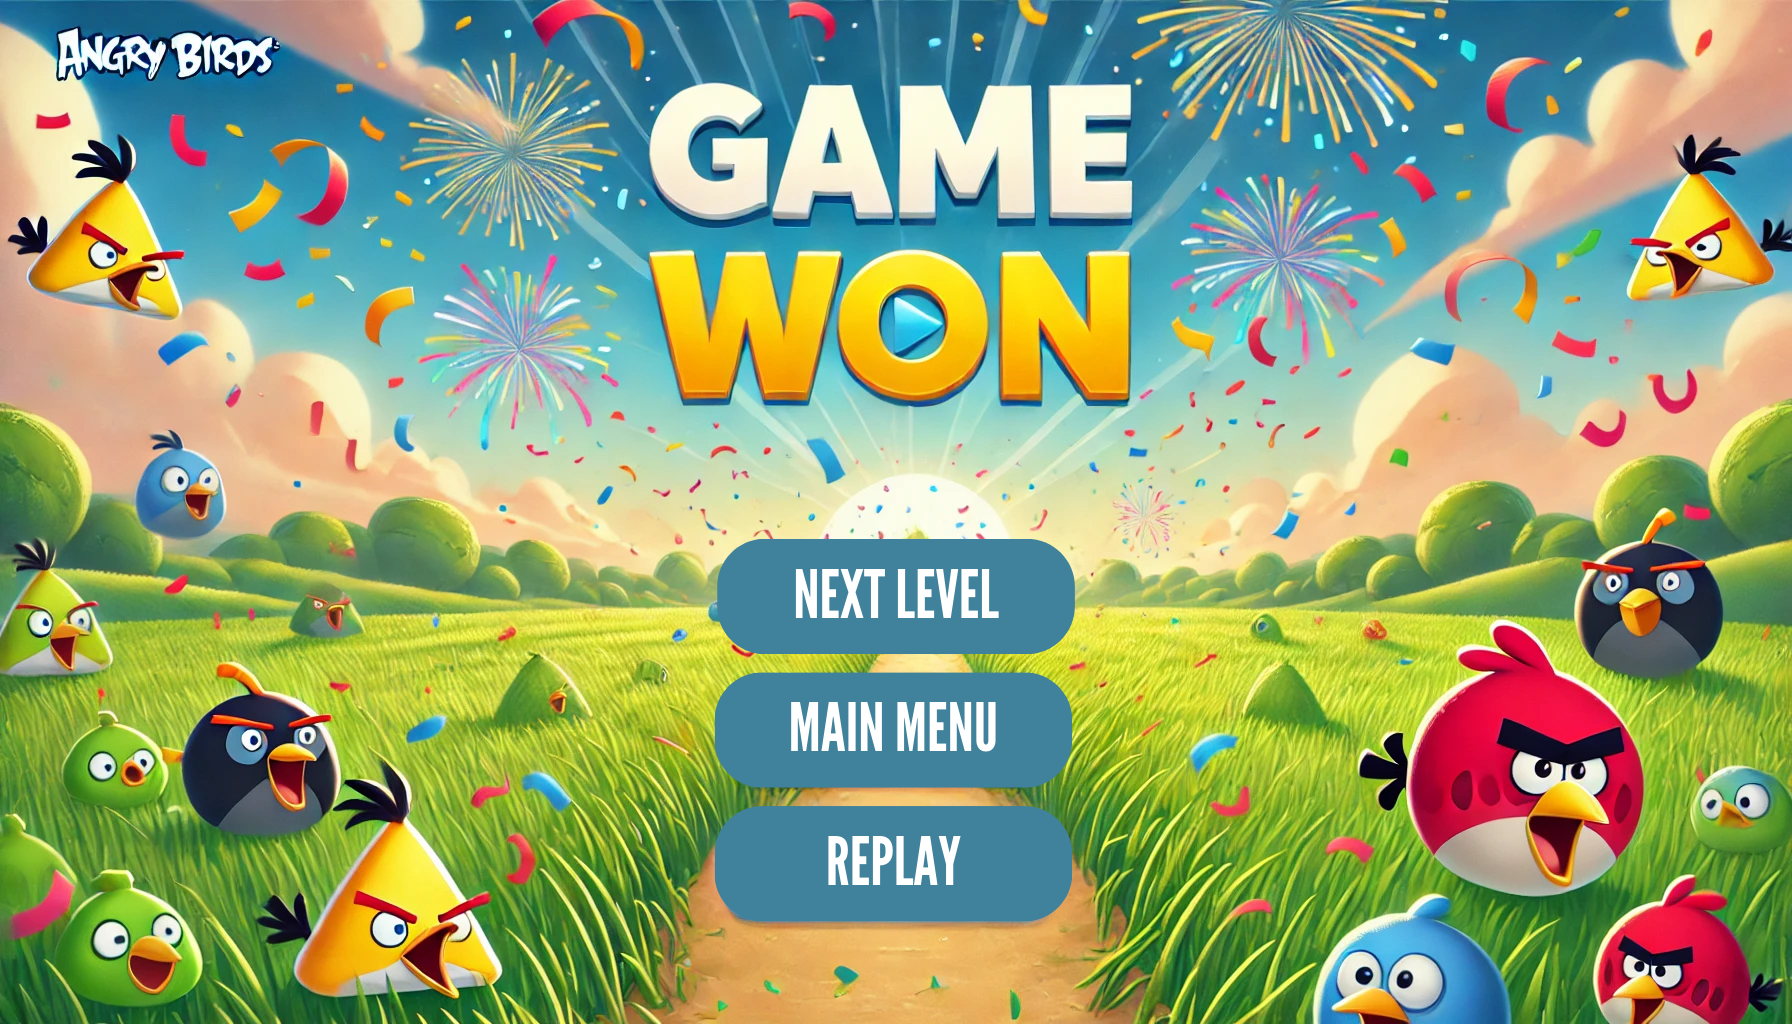 ANGRY BIRDS
GAME
WON
NEXT LEVEL
MAIN MENU
REPLAY